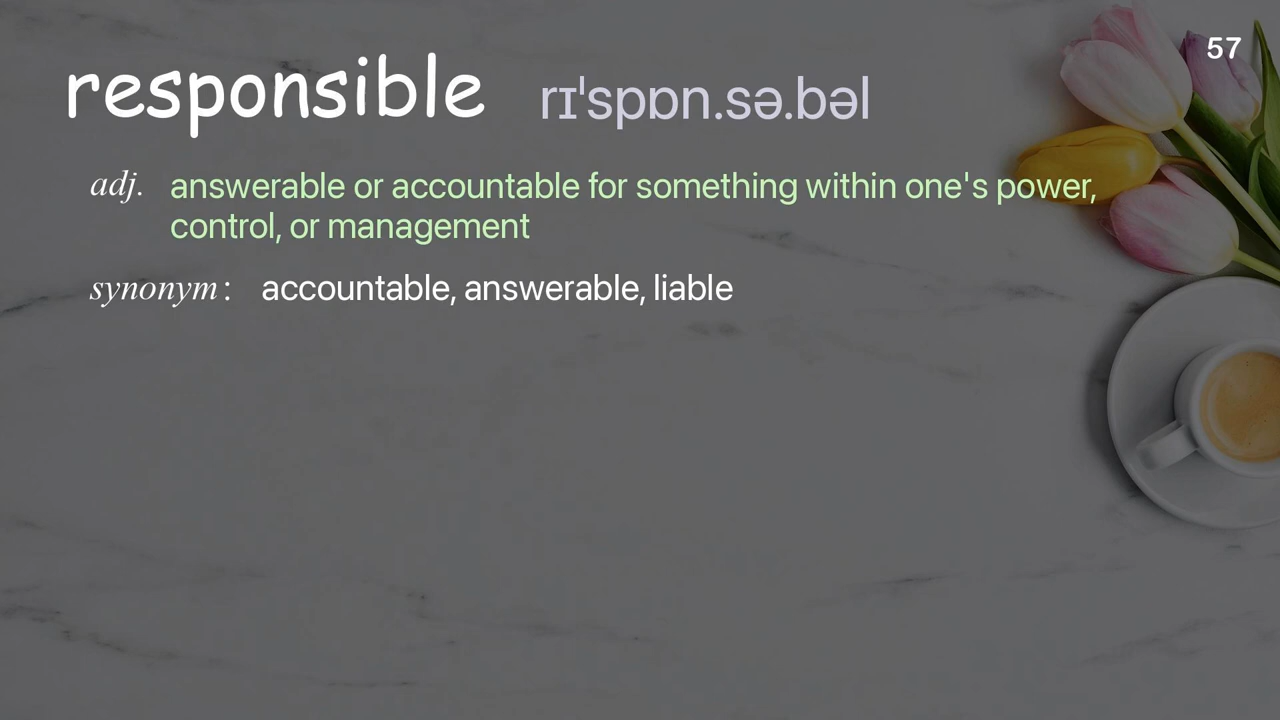 57
responsible rɪˈspɒn.sə.bəl
adj. answerable or accountable for something within one's power,
control, or management
synonym : accountable, answerable, liable